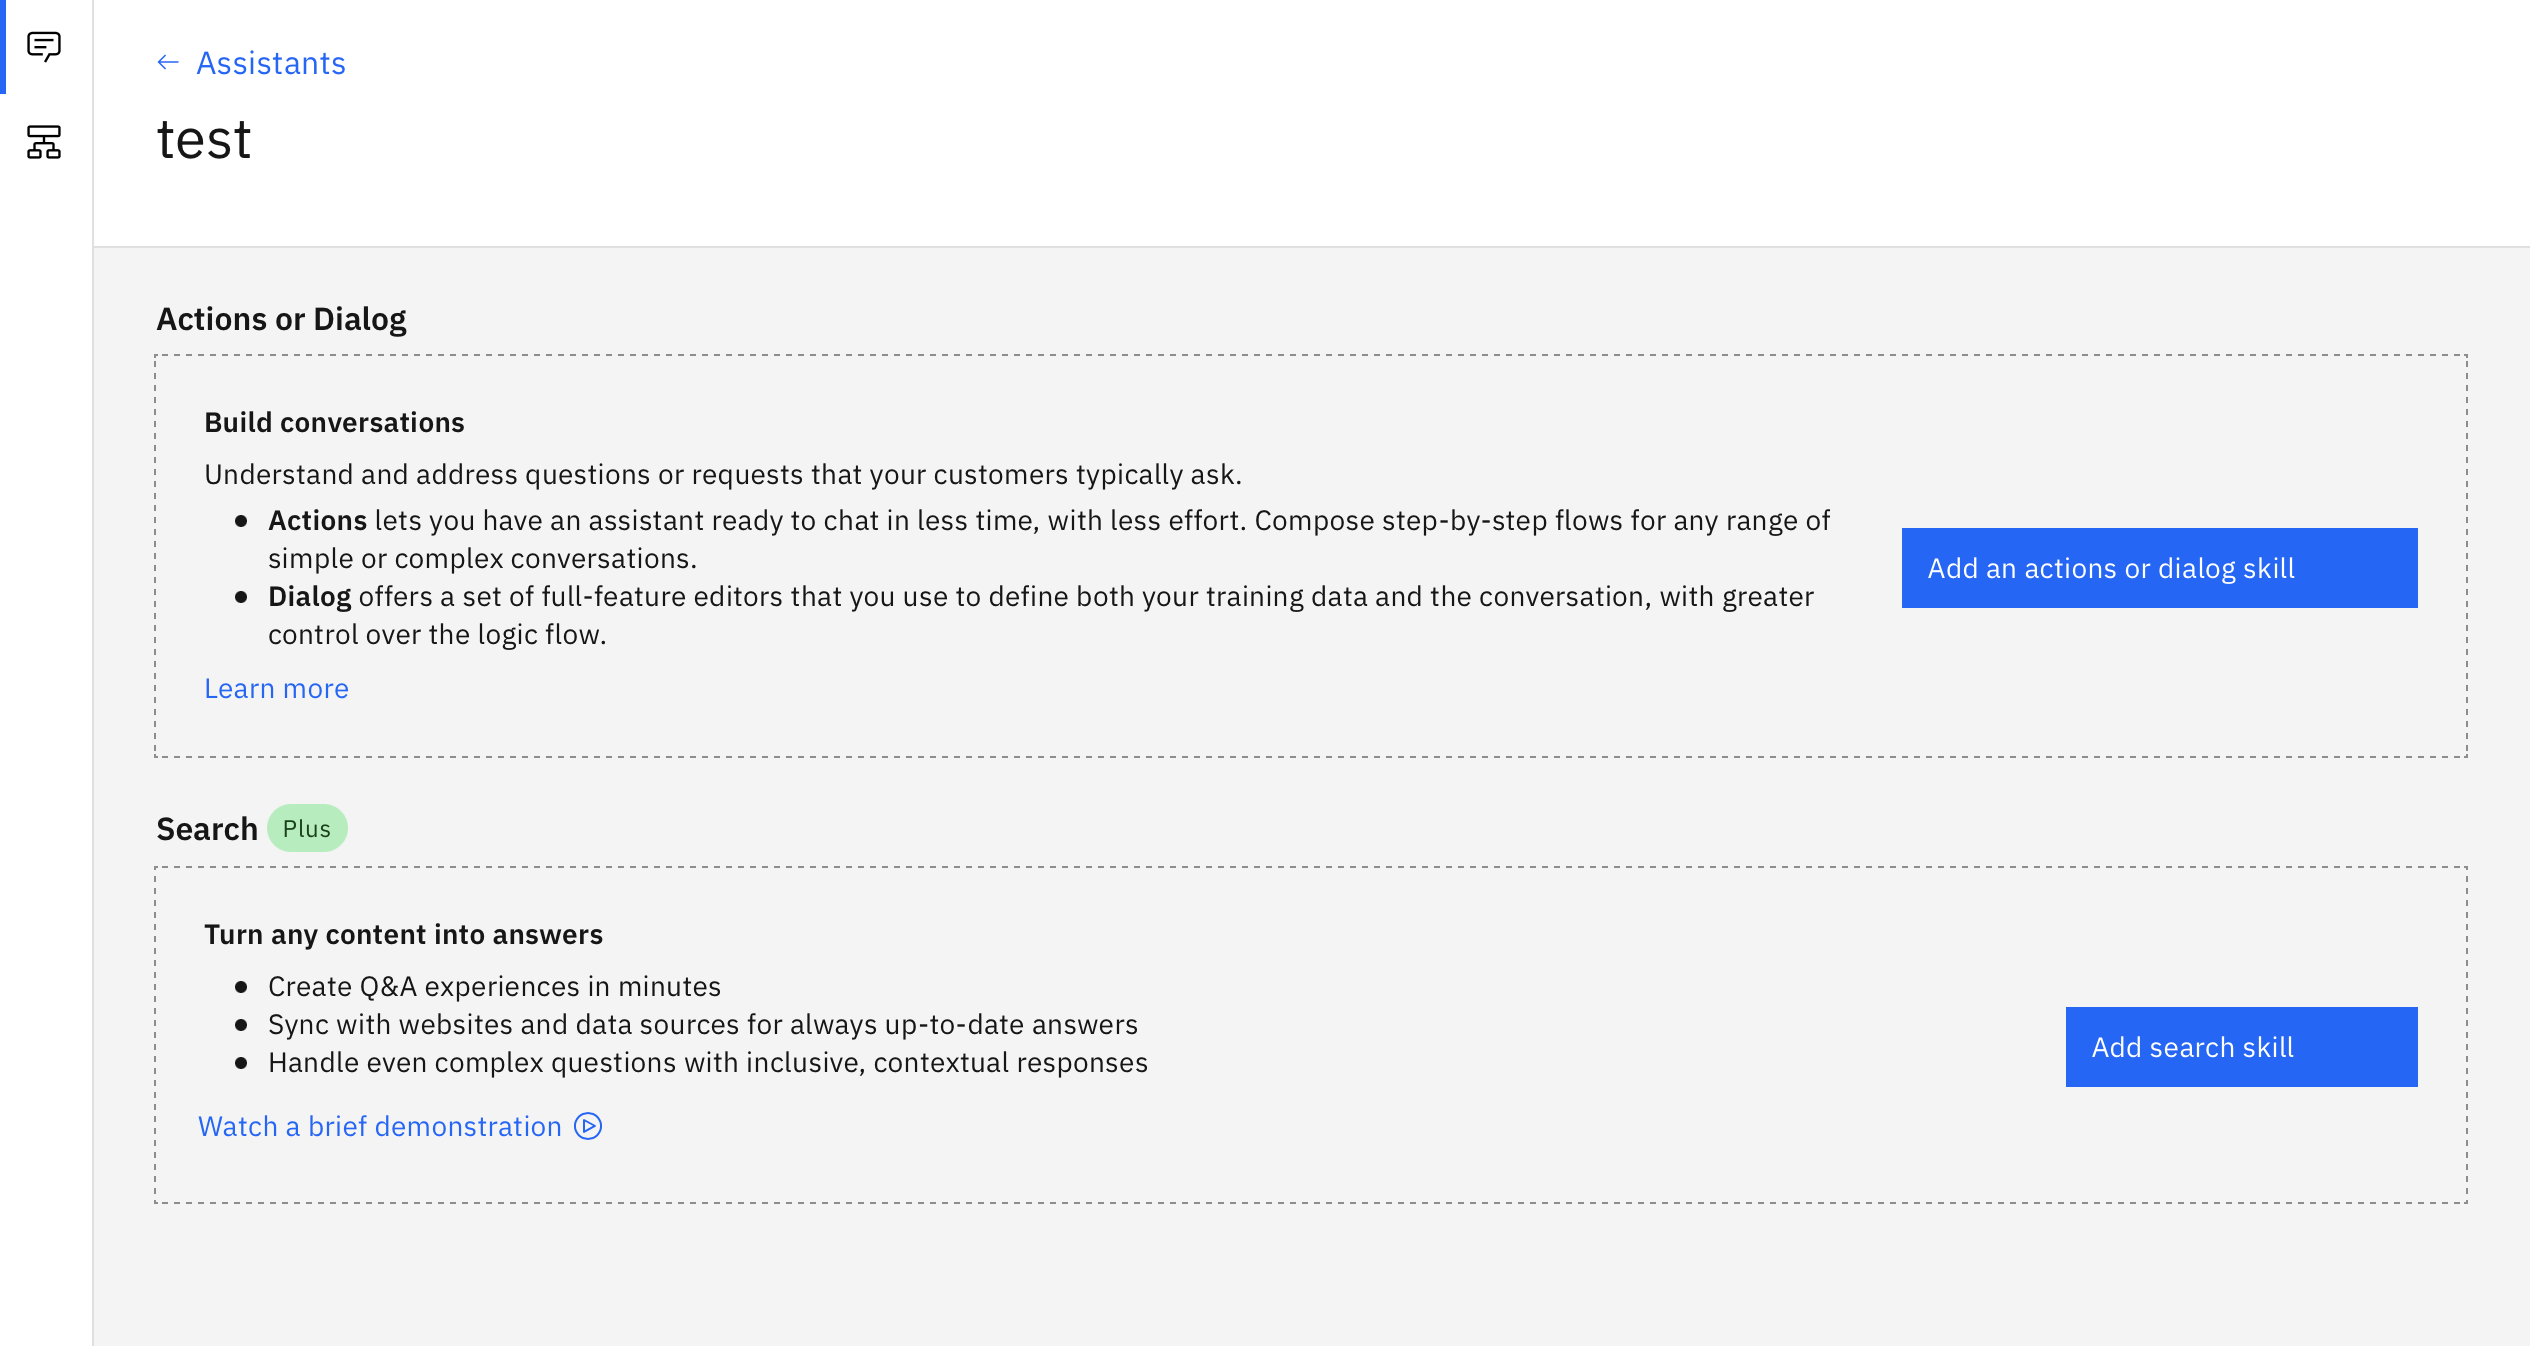 Assistants
test
Actions or Dialog
Build conversations
Understand and address questions or requests that your customers typically ask.
Actions lets you have an assistant ready to chat in less time, with less effort. Compose step-by-step flows for any range of
simple or complex conversations.
Dialog offers a set of full-feature editors that you use to define both your training data and the conversation, with greater
control over the logic flow.
Learn more
Add an actions or dialog skill
Search Plus
Turn any content into answers
Create Q&A experiences in minutes
Sync with websites and data sources for always up-to-date answers
Handle even complex questions with inclusive, contextual responses
Watch a brief demonstration
Add search skill